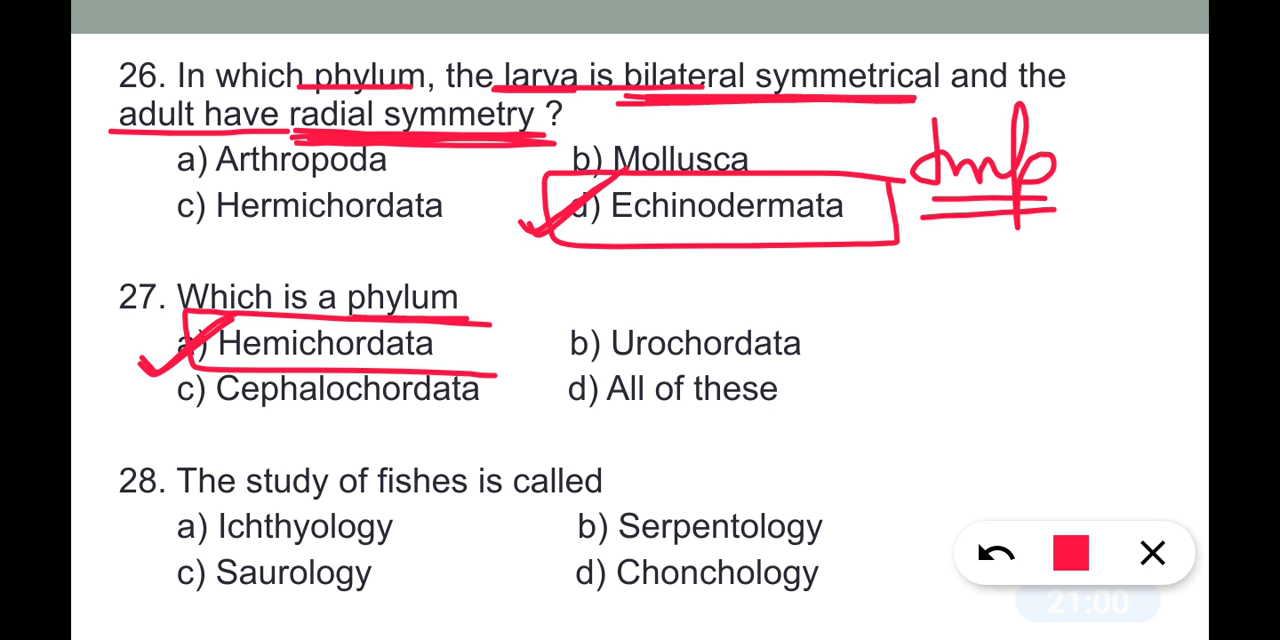 26. In which phylum, the larva is bilateral symmetrical and the
adult have radial symmetry ?
a) Arthropoda b) Mollusca
c) Hermichordata d) Echinodermata
Imp
27. Which is a phylum
a) Hemichordata b) Urochordata
c) Cephalochordata d) All of these
28. The study of fishes is called
a) Ichthyology b) Serpentology
c) Saurology d) Chonchology
21:00